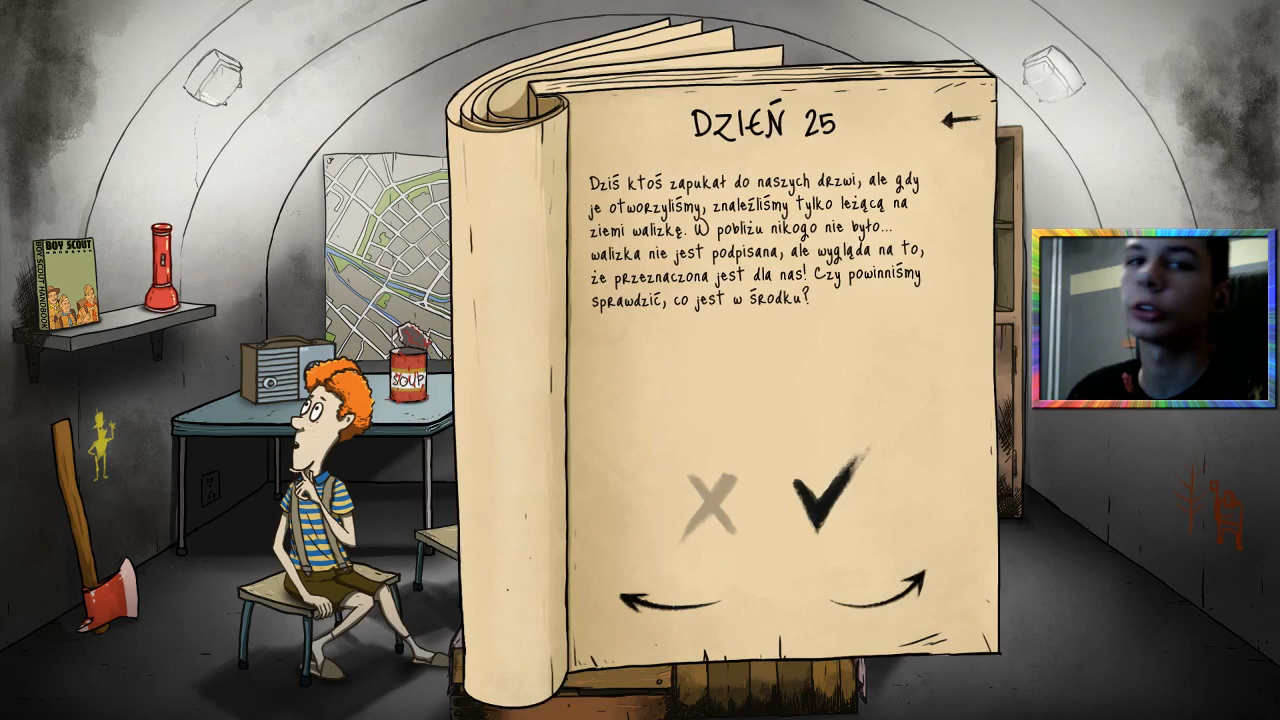 DZIEŃ 25
Dziś ktoś zapukał do naszych drzwi, ale gdy
je otworzyliśmy, znaleźliśmy tylko leżącą na
ziemi walizkę. W pobliżu nikogo nie było...
walizka nie jest podpisana, ale wygląda na to,
że przeznaczona jest dla nas! Czy powinniśmy
sprawdzić, co jest w środku?
BOY SCOUT
BOY SCOUT HANDBOOK
SOUP